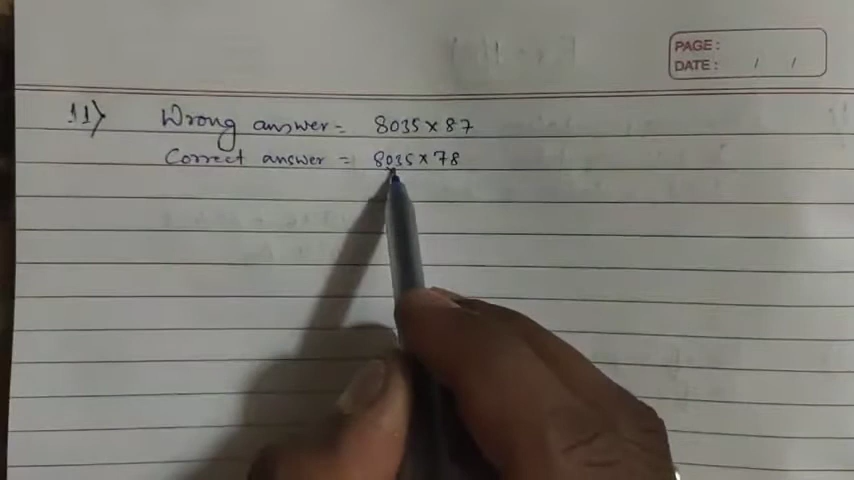 PAGE:
DATE: / /
11) Wrong answer = 8035 × 87
Correct answer = 8035 × 78